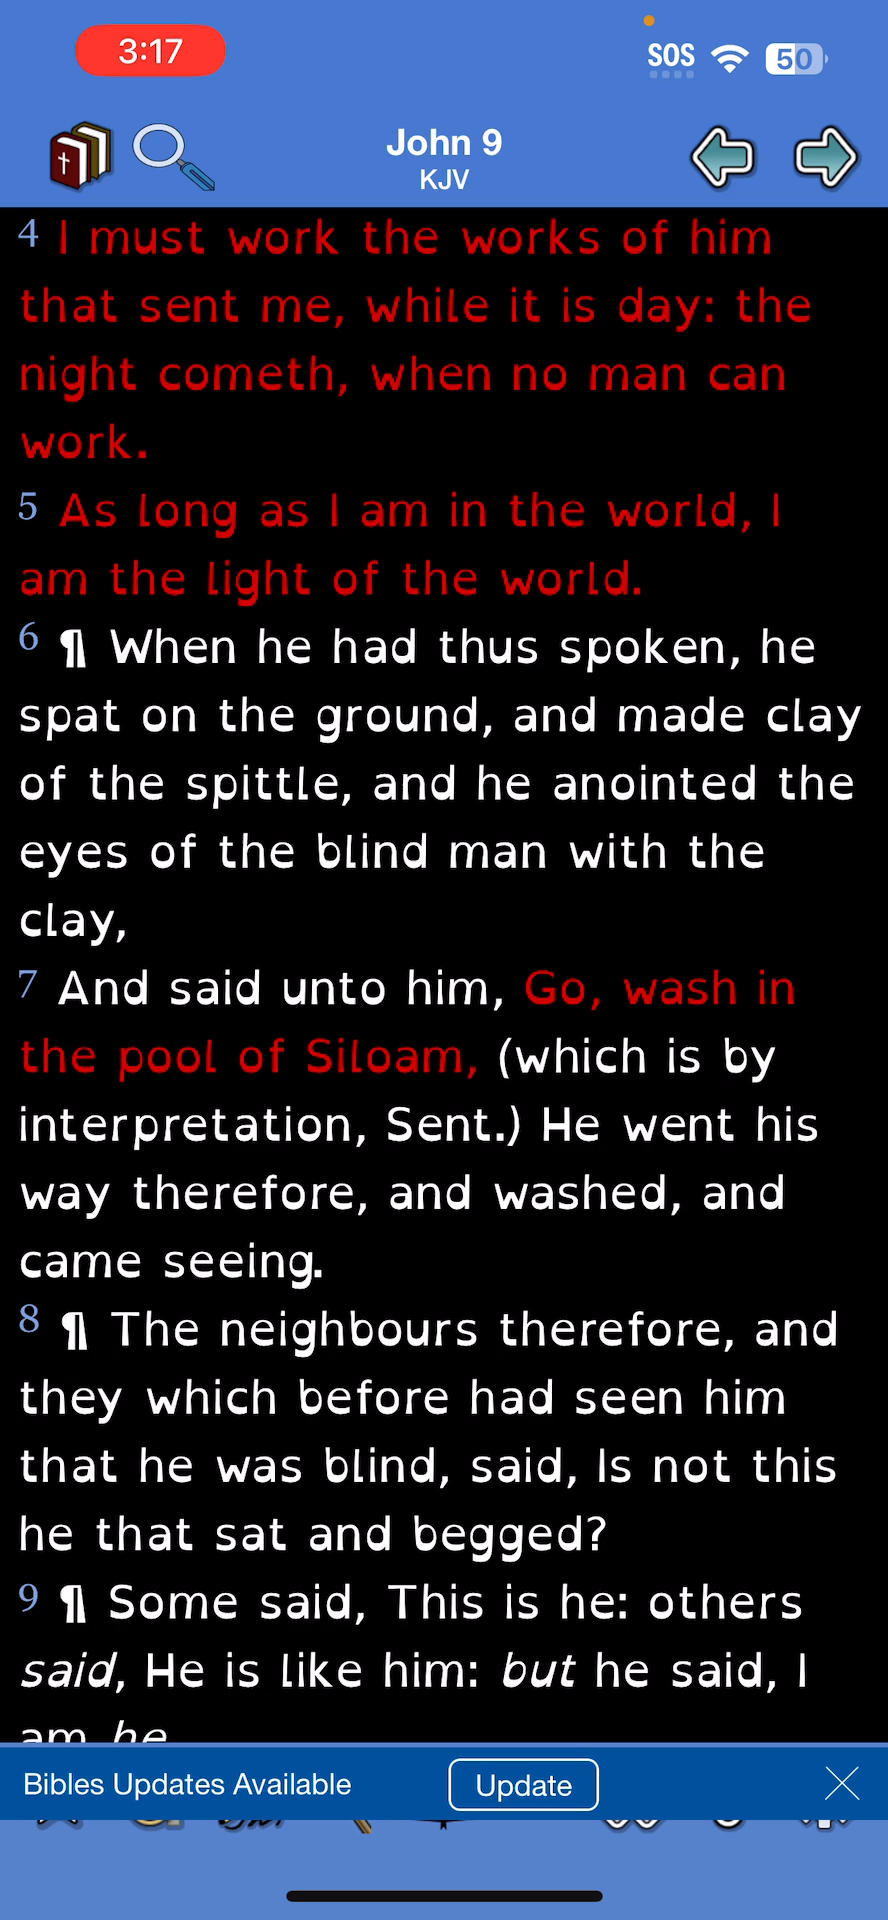 3:17
SOS
50
John 9
KJV
4 I must work the works of him
that sent me, while it is day: the
night cometh, when no man can
work.
5 As long as I am in the world, I
am the light of the world.
6 ¶ When he had thus spoken, he
spat on the ground, and made clay
of the spittle, and he anointed the
eyes of the blind man with the
clay,
7 And said unto him, Go, wash in
the pool of Siloam, (which is by
interpretation, Sent.) He went his
way therefore, and washed, and
came seeing.
8 ¶ The neighbours therefore, and
they which before had seen him
that he was blind, said, Is not this
he that sat and begged?
9 ¶ Some said, This is he: others
said, He is like him: but he said, I
am he
Bibles Updates Available
Update